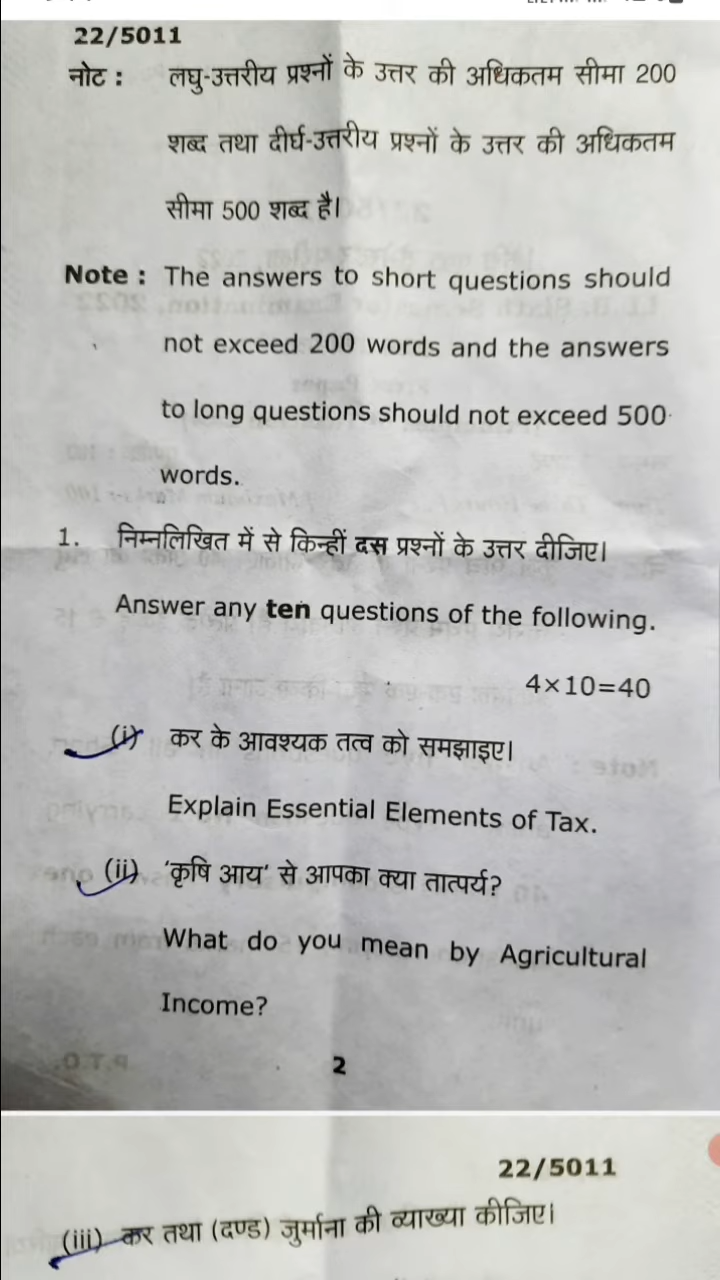 22/5011
नोट : लघु-उत्तरीय प्रश्नों के उत्तर की अधिकतम सीमा 200
शब्द तथा दीर्घ-उत्तरीय प्रश्नों के उत्तर की अधिकतम
सीमा 500 शब्द है।
Note : The answers to short questions should
not exceed 200 words and the answers
to long questions should not exceed 500
words.
1. निम्नलिखित में से किन्हीं दस प्रश्नों के उत्तर दीजिए।
Answer any ten questions of the following.
4×10=40
(i) कर के आवश्यक तत्व को समझाइए।
Explain Essential Elements of Tax.
(ii) 'कृषि आय' से आपका क्या तात्पर्य?
What do you mean by Agricultural
Income?
2
22/5011
(iii) कर तथा (दण्ड) जुर्माना की व्याख्या कीजिए।